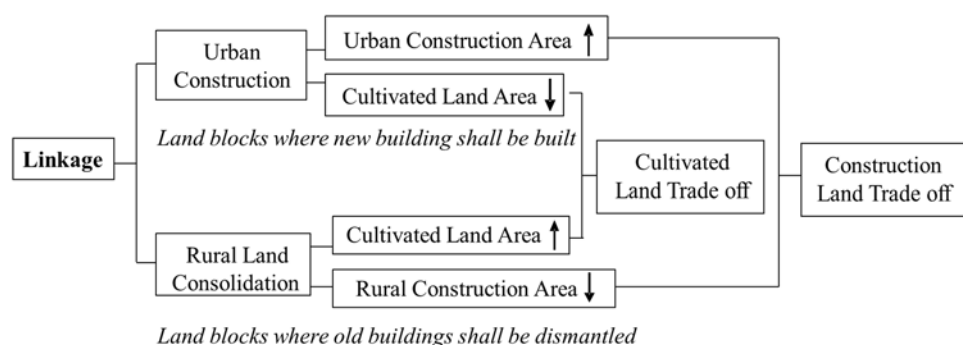 Urban
Construction
Urban Construction Area ↑
Cultivated Land Area ↓
Land blocks where new building shall be built
Linkage
Cultivated
Land Trade off
Construction
Land Trade off
Rural Land
Consolidation
Cultivated Land Area ↑
Rural Construction Area ↓
Land blocks where old buildings shall be dismantled